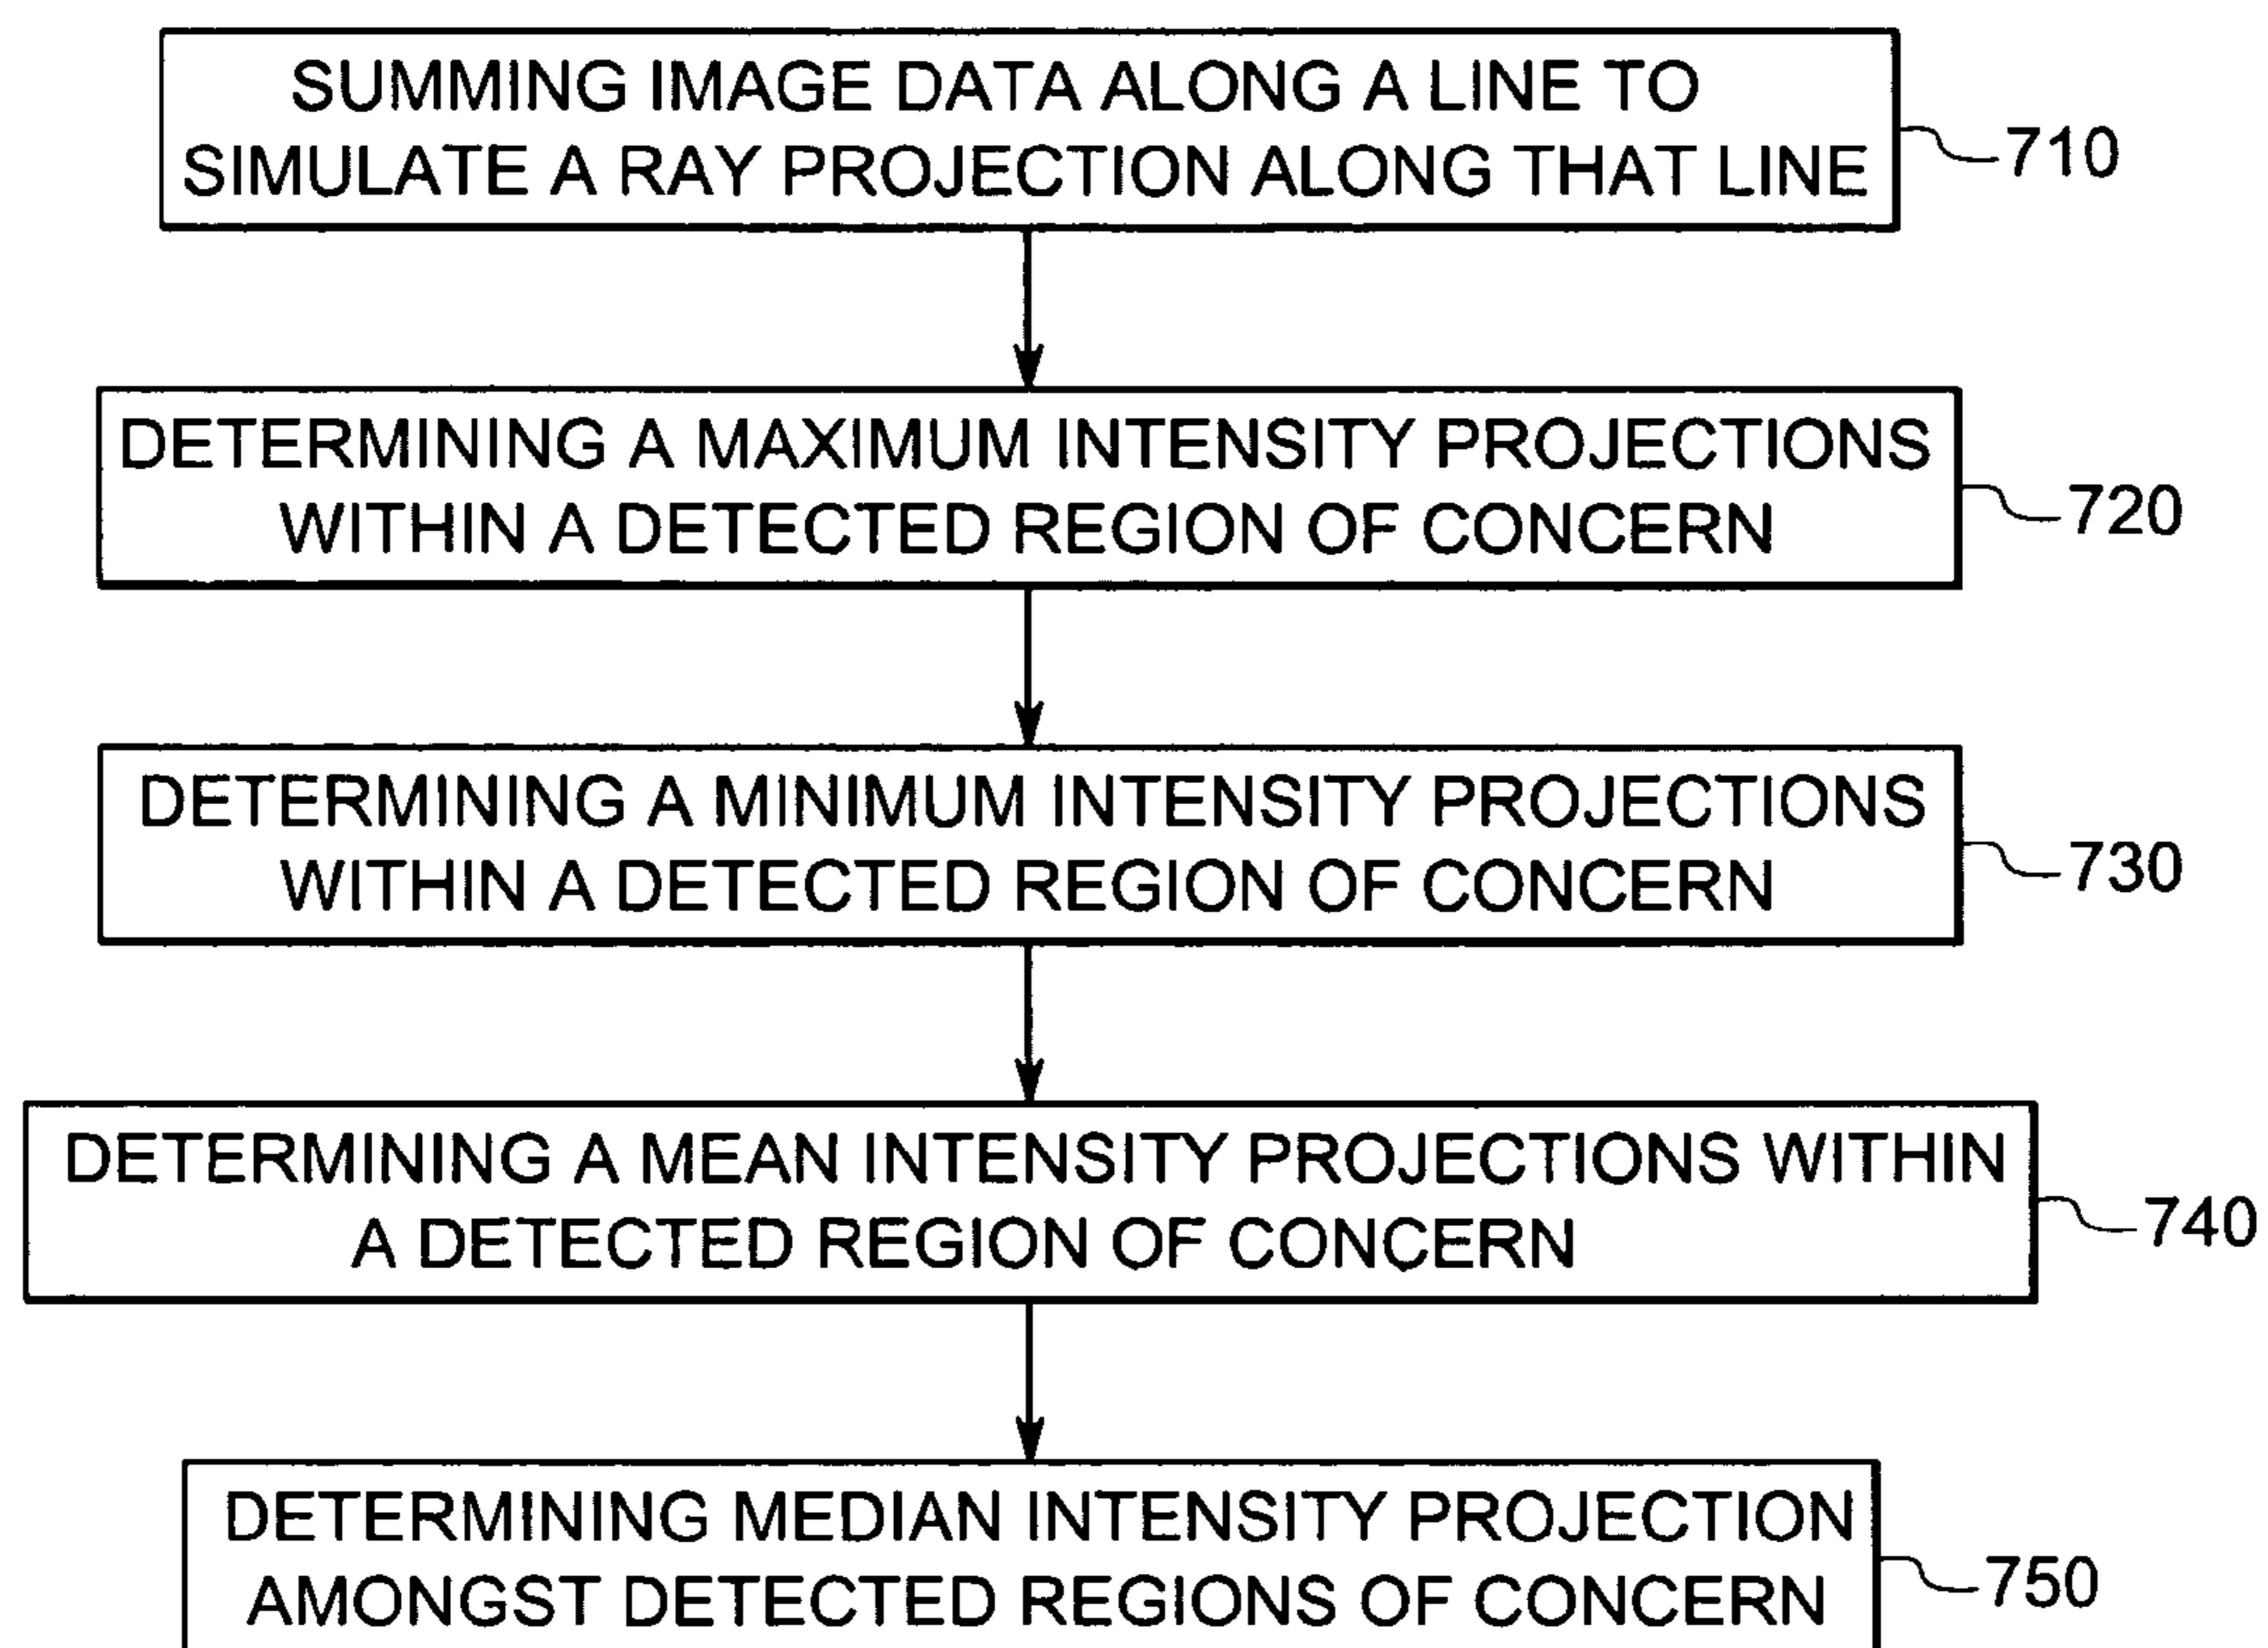 SUMMING IMAGE DATA ALONG A LINE TO
SIMULATE A RAY PROJECTION ALONG THAT LINE
710
DETERMINING A MAXIMUM INTENSITY PROJECTIONS
WITHIN A DETECTED REGION OF CONCERN
720
DETERMINING A MINIMUM INTENSITY PROJECTIONS
WITHIN A DETECTED REGION OF CONCERN
730
DETERMINING A MEAN INTENSITY PROJECTIONS WITHIN
A DETECTED REGION OF CONCERN
740
DETERMINING MEDIAN INTENSITY PROJECTION
AMONGST DETECTED REGIONS OF CONCERN
750